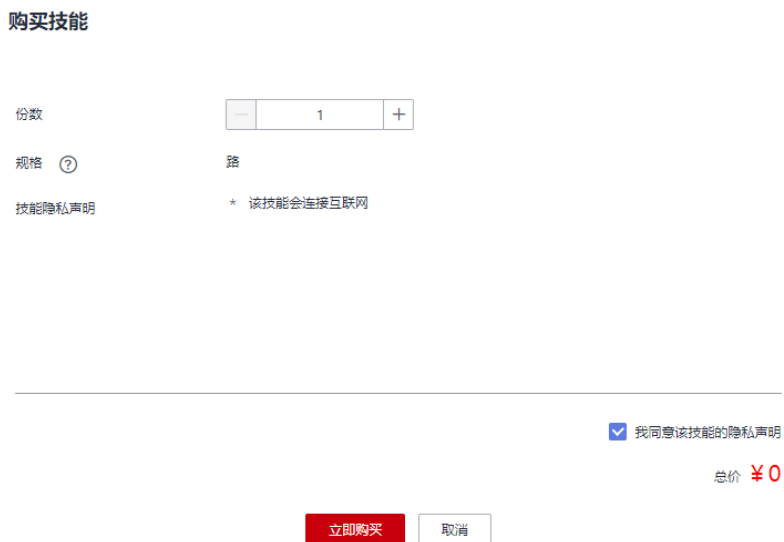 购买技能
份数 1
规格 ? 路
技能隐私声明 * 该技能会连接互联网
我同意该技能的隐私声明
总价 ¥0
立即购买 取消